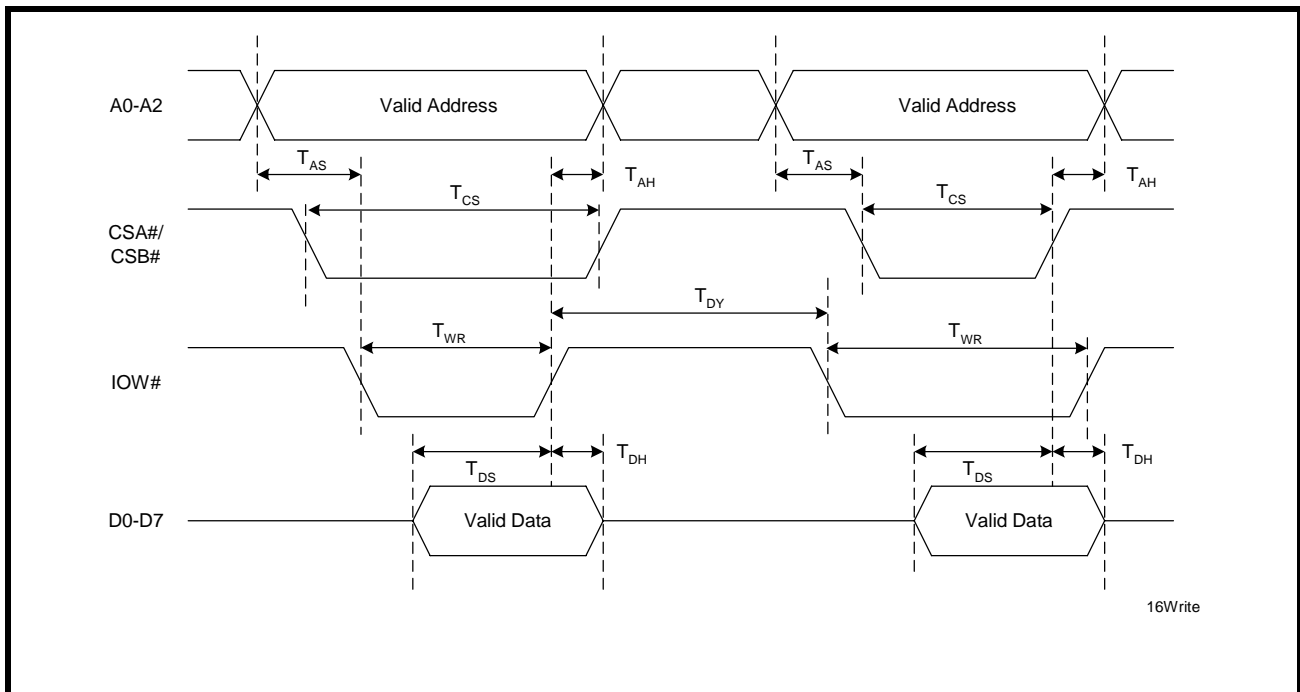 A0-A2
Valid Address
Valid Address
TAS
TAH
TAS
TAH
TCS
TCS
CSA#/
CSB#
TDY
TWR
TWR
IOW#
TDH
TDH
TDS
TDS
D0-D7
Valid Data
Valid Data
16Write